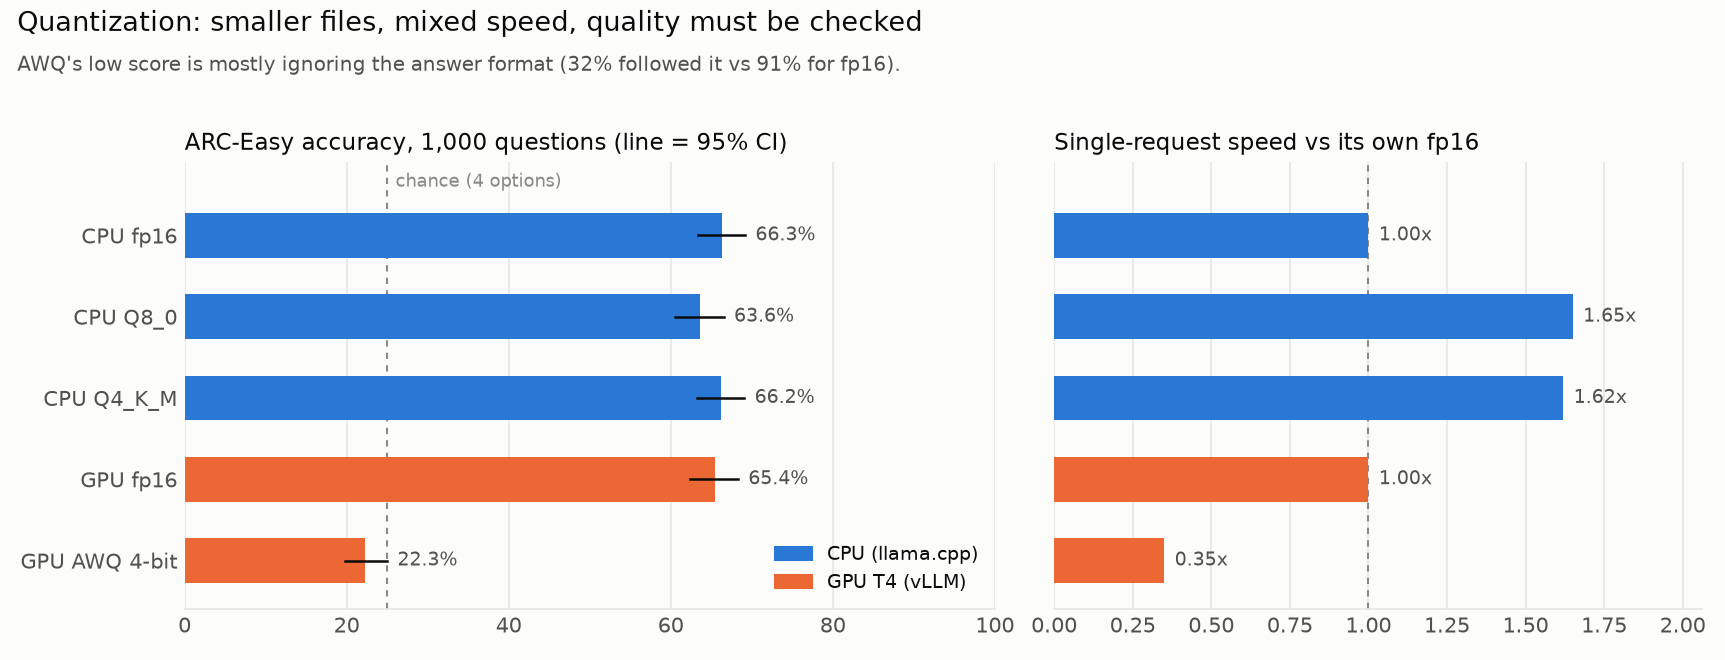 Quantization: smaller files, mixed speed, quality must be checked
AWQ's low score is mostly ignoring the answer format (32% followed it vs 91% for fp16).
ARC-Easy accuracy, 1,000 questions (line = 95% CI)
chance (4 options)
CPU fp16
66.3%
CPU Q8_0
63.6%
CPU Q4_K_M
66.2%
GPU fp16
65.4%
GPU AWQ 4-bit
22.3%
CPU (llama.cpp)
GPU T4 (vLLM)
0 20 40 60 80 100
Single-request speed vs its own fp16
1.00x
1.65x
1.62x
1.00x
0.35x
0.00 0.25 0.50 0.75 1.00 1.25 1.50 1.75 2.00